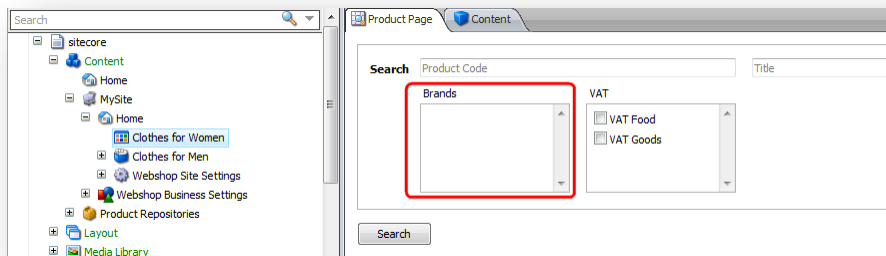 Search
sitecore
Content
Home
MySite
Home
Clothes for Women
Clothes for Men
Webshop Site Settings
Webshop Business Settings
Product Repositories
Layout
Media Library
Product Page Content
Search Product Code Title
Brands VAT
VAT Food
VAT Goods
Search